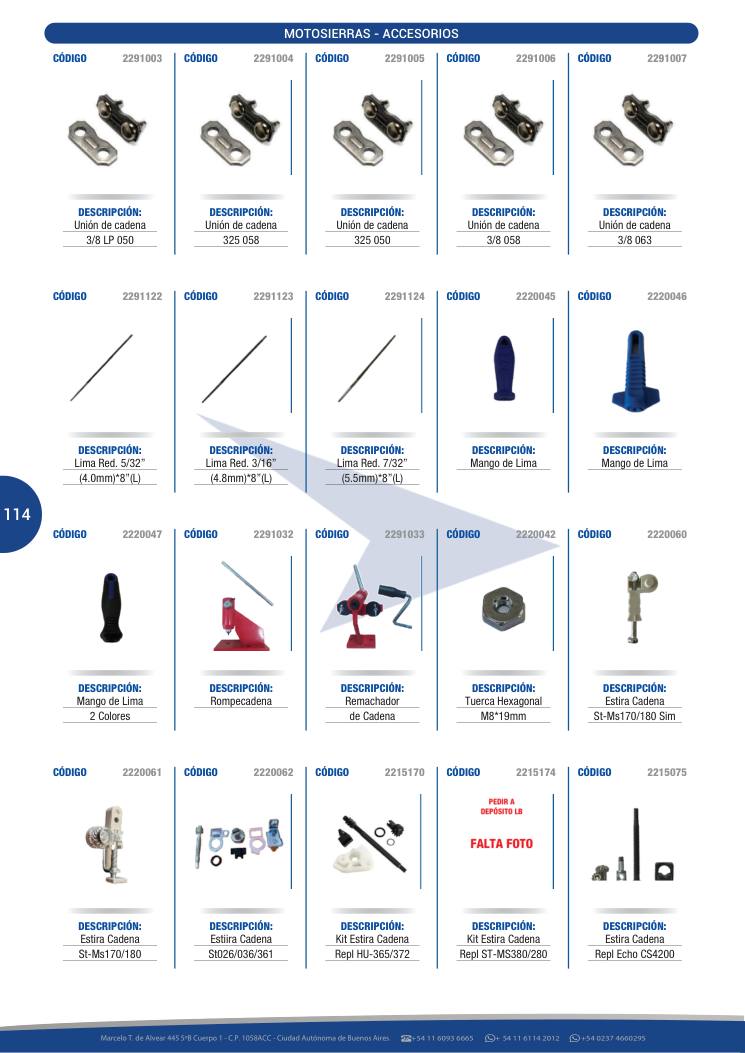 MOTOSIERRAS - ACCESORIOS
CÓDIGO 2291003
DESCRIPCIÓN:
Unión de cadena
3/8 LP 050
CÓDIGO 2291004
DESCRIPCIÓN:
Unión de cadena
325 058
CÓDIGO 2291005
DESCRIPCIÓN:
Unión de cadena
325 050
CÓDIGO 2291006
DESCRIPCIÓN:
Unión de cadena
3/8 058
CÓDIGO 2291007
DESCRIPCIÓN:
Unión de cadena
3/8 063
CÓDIGO 2291122
DESCRIPCIÓN:
Lima Red. 5/32”
(4.0mm)*8”(L)
CÓDIGO 2291123
DESCRIPCIÓN:
Lima Red. 3/16”
(4.8mm)*8”(L)
CÓDIGO 2291124
DESCRIPCIÓN:
Lima Red. 7/32”
(5.5mm)*8”(L)
CÓDIGO 2220045
DESCRIPCIÓN:
Mango de Lima
CÓDIGO 2220046
DESCRIPCIÓN:
Mango de Lima
114
CÓDIGO 2220047
DESCRIPCIÓN:
Mango de Lima
2 Colores
CÓDIGO 2291032
DESCRIPCIÓN:
Rompecadena
CÓDIGO 2291033
DESCRIPCIÓN:
Remachador
de Cadena
CÓDIGO 2220042
DESCRIPCIÓN:
Tuerca Hexagonal
M8*19mm
CÓDIGO 2220060
DESCRIPCIÓN:
Estira Cadena
St-Ms170/180 Sim
CÓDIGO 2220061
DESCRIPCIÓN:
Estira Cadena
St-Ms170/180
CÓDIGO 2220062
DESCRIPCIÓN:
Estiira Cadena
St026/036/361
CÓDIGO 2215170
DESCRIPCIÓN:
Kit Estira Cadena
Repl HU-365/372
CÓDIGO 2215174
PEDIR A
DEPÓSITO LB
FALTA FOTO
DESCRIPCIÓN:
Kit Estira Cadena
Repl ST-MS380/280
CÓDIGO 2215075
DESCRIPCIÓN:
Estira Cadena
Repl Echo CS4200
Marcelo T. de Alvear 445 5ºB Cuerpo 1 - C.P. 1058ACC - Ciudad Autónoma de Buenos Aires. +54 11 6093 6665 + 54 11 6114 2012 +54 0237 4660295